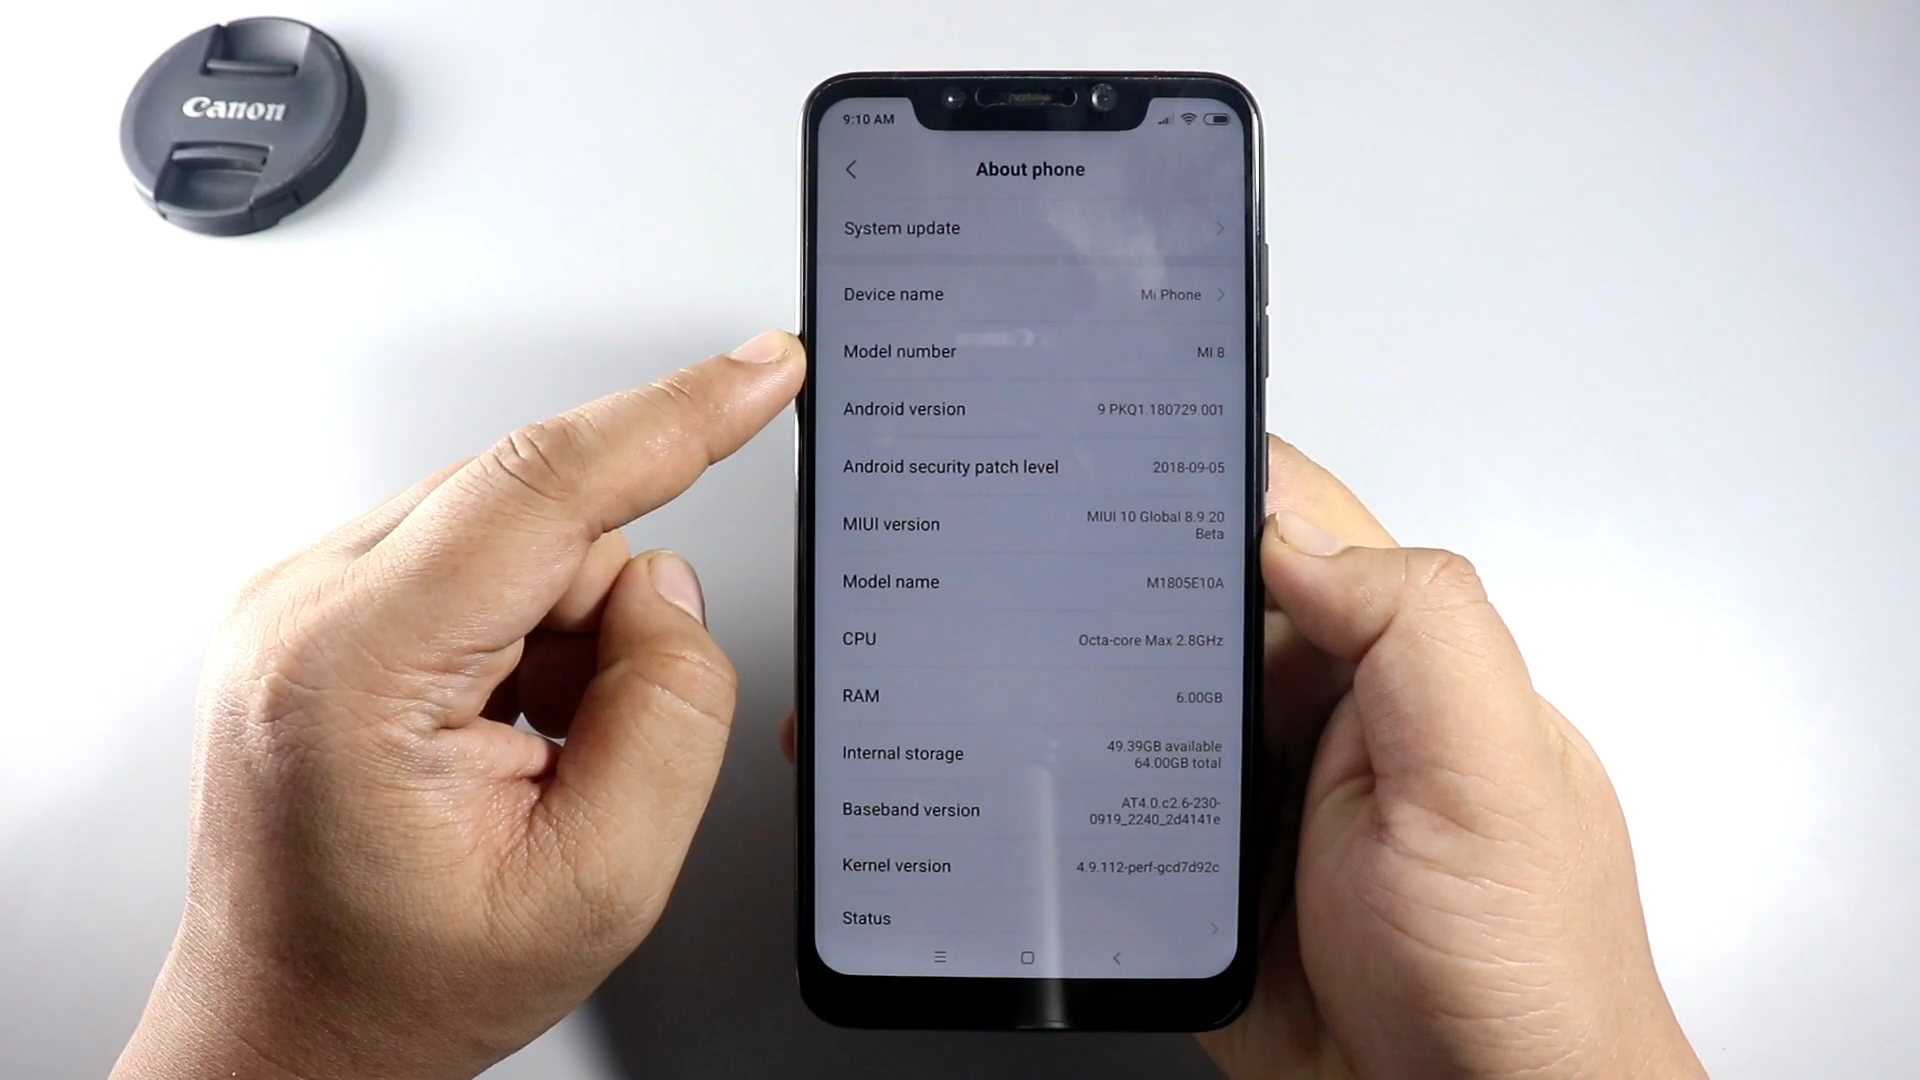 Canon
9:10 AM
About phone
System update
Device name Mi Phone
Model number MI 8
Android version 9 PKQ1.180729.001
Android security patch level 2018-09-05
MIUI version MIUI 10 Global 8.9.20
Beta
Model name M1805E10A
CPU Octa-core Max 2.8GHz
RAM 6.00GB
Internal storage 49.39GB available
64.00GB total
Baseband version AT4.0.c2.6-230-
0919_2240_2d4141e
Kernel version 4.9.112-perf-gcd7d92c
Status